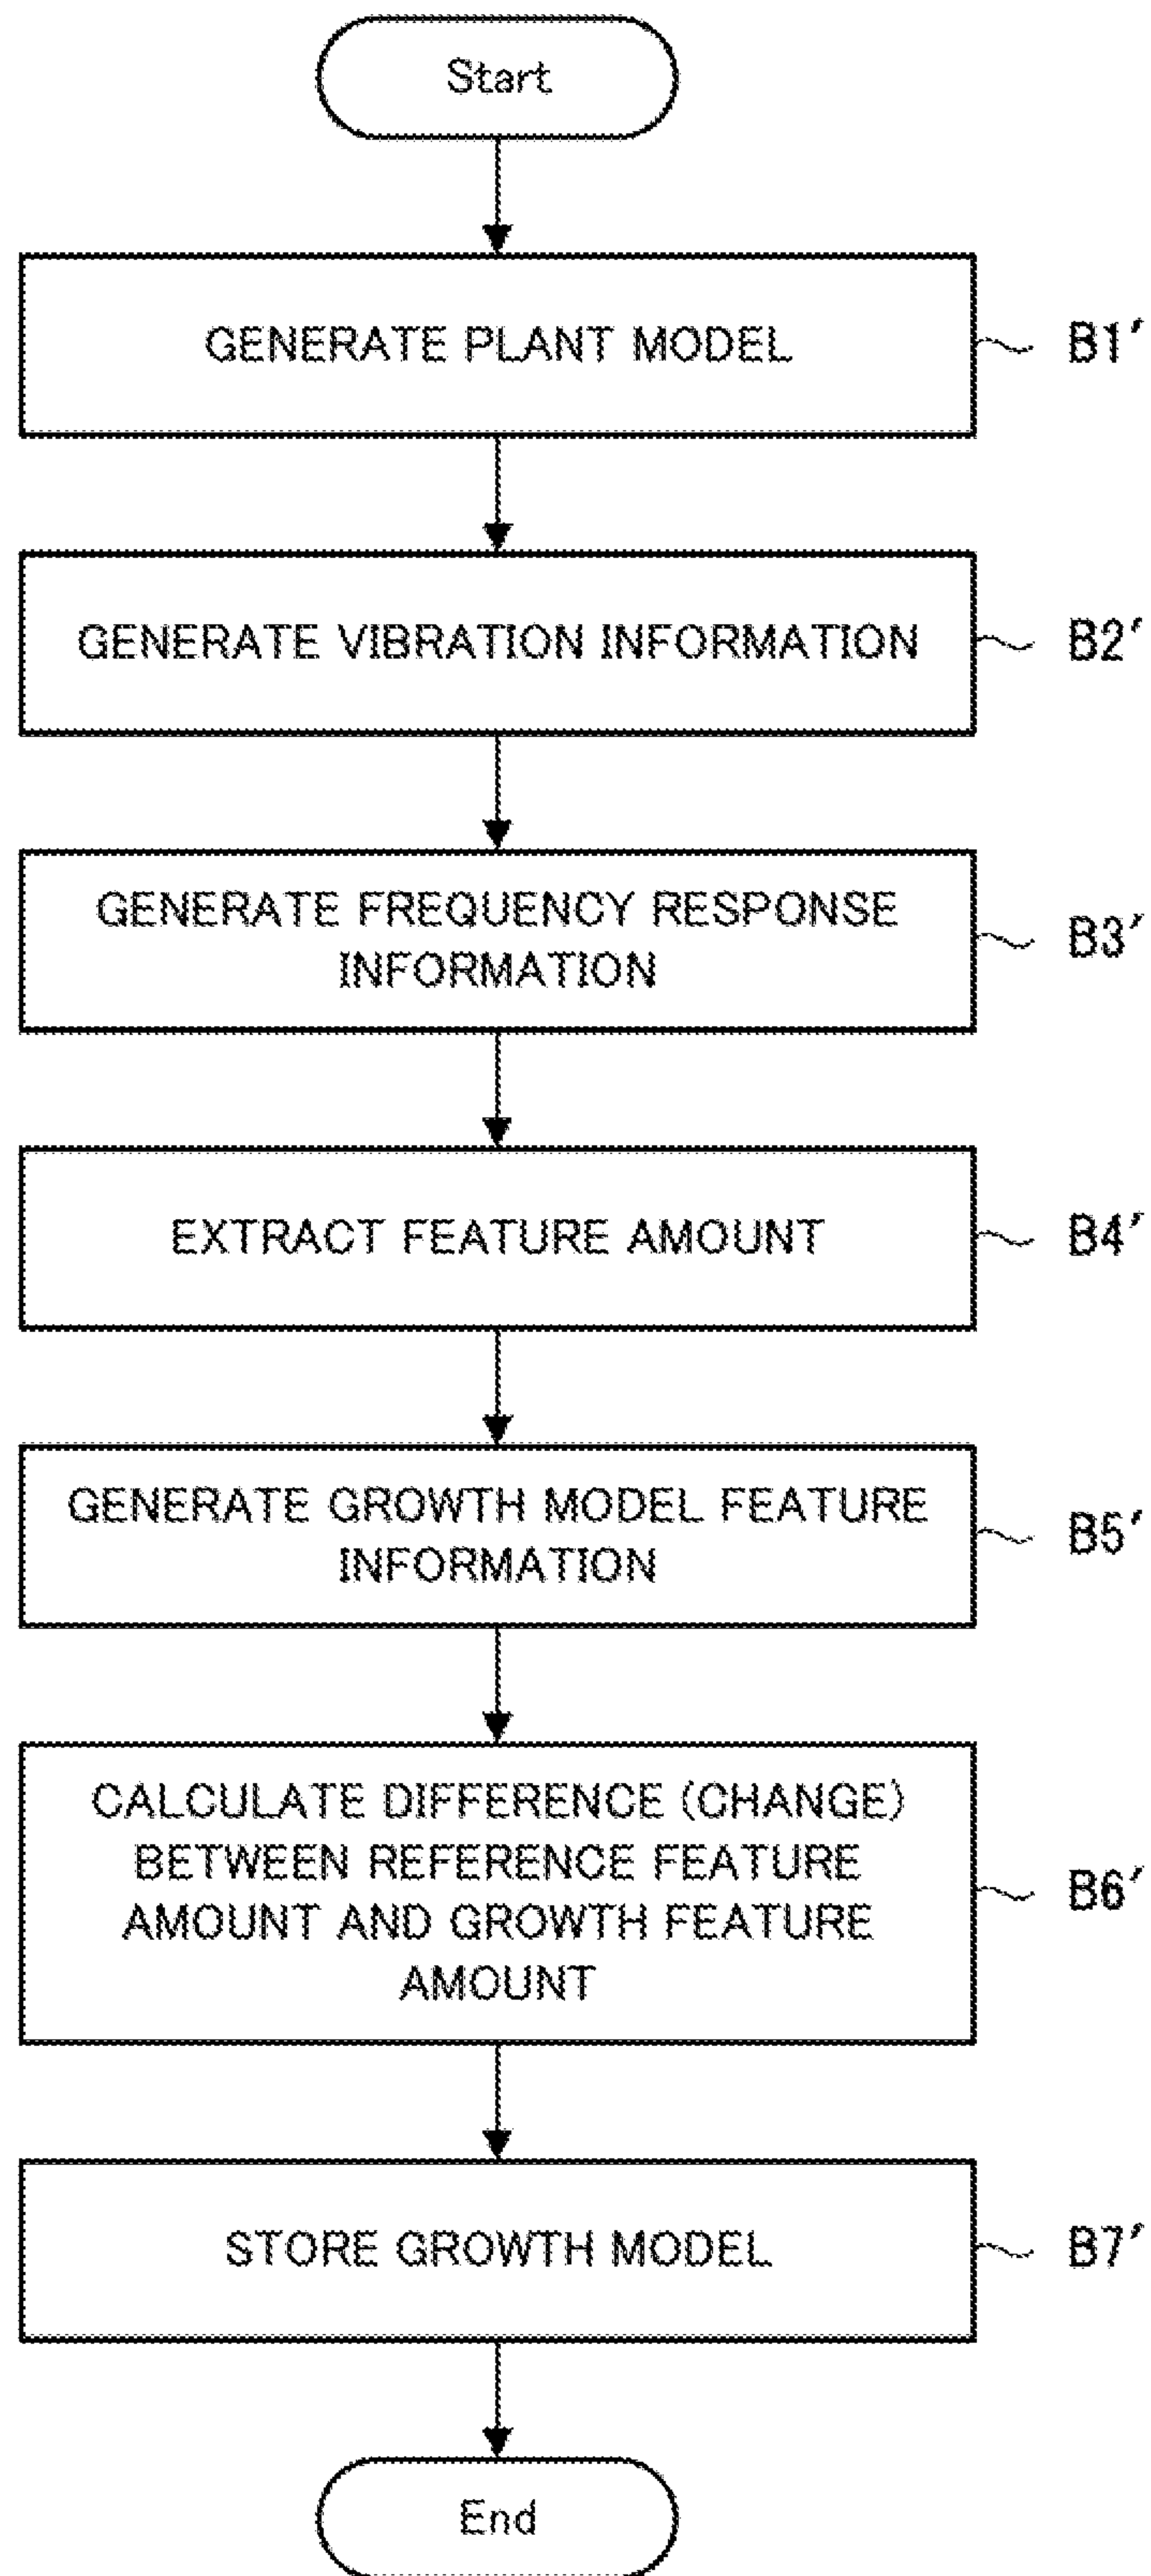 Start
GENERATE PLANT MODEL
B1′
GENERATE VIBRATION INFORMATION
B2′
GENERATE FREQUENCY RESPONSE
INFORMATION
B3′
EXTRACT FEATURE AMOUNT
B4′
GENERATE GROWTH MODEL FEATURE
INFORMATION
B5′
CALCULATE DIFFERENCE (CHANGE)
BETWEEN REFERENCE FEATURE
AMOUNT AND GROWTH FEATURE
AMOUNT
B6′
STORE GROWTH MODEL
B7′
End